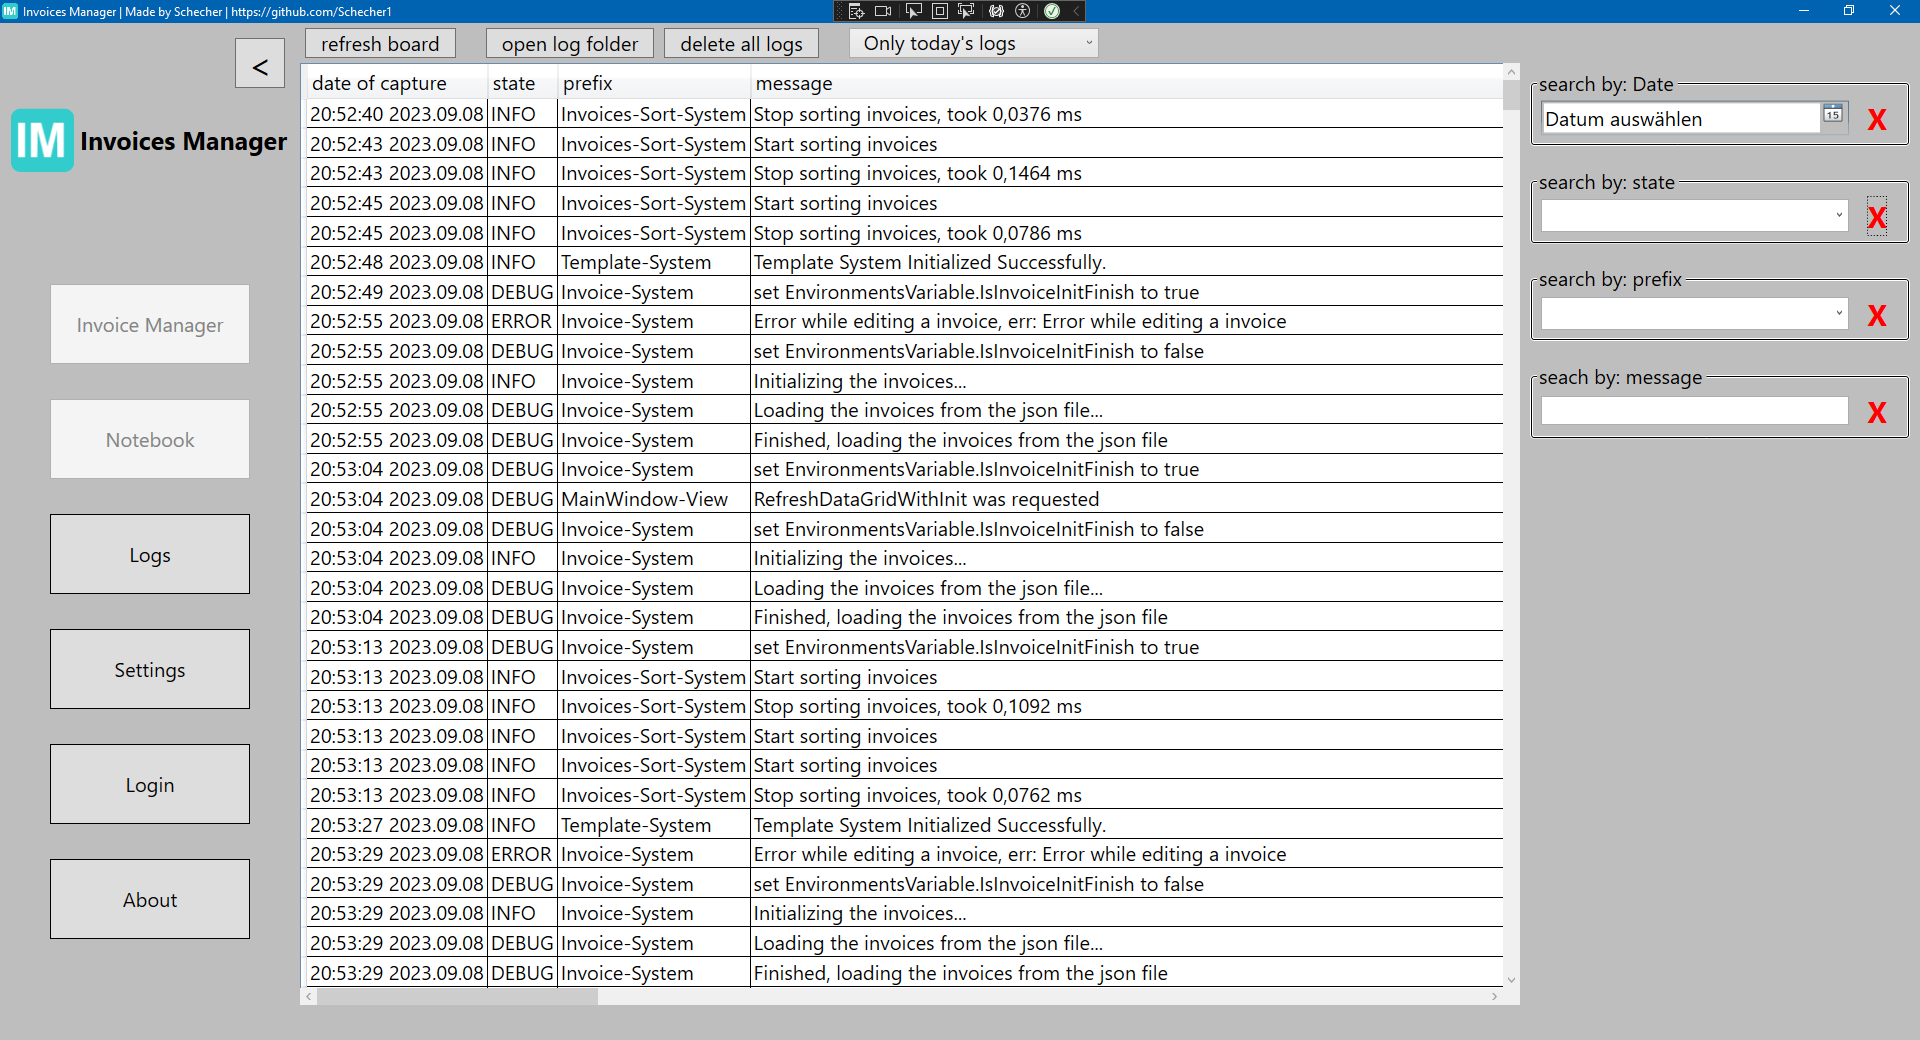 Invoices Manager | Made by Schecher | https://github.com/Schecher1
<
IM Invoices Manager
Invoice Manager
Notebook
Logs
Settings
Login
About
refresh board open log folder delete all logs Only today's logs
date of capture state prefix message
20:52:40 2023.09.08 INFO Invoices-Sort-System Stop sorting invoices, took 0,0376 ms
20:52:43 2023.09.08 INFO Invoices-Sort-System Start sorting invoices
20:52:43 2023.09.08 INFO Invoices-Sort-System Stop sorting invoices, took 0,1464 ms
20:52:45 2023.09.08 INFO Invoices-Sort-System Start sorting invoices
20:52:45 2023.09.08 INFO Invoices-Sort-System Stop sorting invoices, took 0,0786 ms
20:52:48 2023.09.08 INFO Template-System Template System Initialized Successfully.
20:52:49 2023.09.08 DEBUG Invoice-System set EnvironmentsVariable.IsInvoiceInitFinish to true
20:52:55 2023.09.08 ERROR Invoice-System Error while editing a invoice, err: Error while editing a invoice
20:52:55 2023.09.08 DEBUG Invoice-System set EnvironmentsVariable.IsInvoiceInitFinish to false
20:52:55 2023.09.08 INFO Invoice-System Initializing the invoices...
20:52:55 2023.09.08 DEBUG Invoice-System Loading the invoices from the json file...
20:52:55 2023.09.08 DEBUG Invoice-System Finished, loading the invoices from the json file
20:53:04 2023.09.08 DEBUG Invoice-System set EnvironmentsVariable.IsInvoiceInitFinish to true
20:53:04 2023.09.08 DEBUG MainWindow-View RefreshDataGridWithInit was requested
20:53:04 2023.09.08 DEBUG Invoice-System set EnvironmentsVariable.IsInvoiceInitFinish to false
20:53:04 2023.09.08 INFO Invoice-System Initializing the invoices...
20:53:04 2023.09.08 DEBUG Invoice-System Loading the invoices from the json file...
20:53:04 2023.09.08 DEBUG Invoice-System Finished, loading the invoices from the json file
20:53:13 2023.09.08 DEBUG Invoice-System set EnvironmentsVariable.IsInvoiceInitFinish to true
20:53:13 2023.09.08 INFO Invoices-Sort-System Start sorting invoices
20:53:13 2023.09.08 INFO Invoices-Sort-System Stop sorting invoices, took 0,1092 ms
20:53:13 2023.09.08 INFO Invoices-Sort-System Start sorting invoices
20:53:13 2023.09.08 INFO Invoices-Sort-System Start sorting invoices
20:53:13 2023.09.08 INFO Invoices-Sort-System Stop sorting invoices, took 0,0762 ms
20:53:27 2023.09.08 INFO Template-System Template System Initialized Successfully.
20:53:29 2023.09.08 ERROR Invoice-System Error while editing a invoice, err: Error while editing a invoice
20:53:29 2023.09.08 DEBUG Invoice-System set EnvironmentsVariable.IsInvoiceInitFinish to false
20:53:29 2023.09.08 INFO Invoice-System Initializing the invoices...
20:53:29 2023.09.08 DEBUG Invoice-System Loading the invoices from the json file...
20:53:29 2023.09.08 DEBUG Invoice-System Finished, loading the invoices from the json file
search by: Date
Datum auswählen 15 X
search by: state
X
search by: prefix
X
seach by: message
X